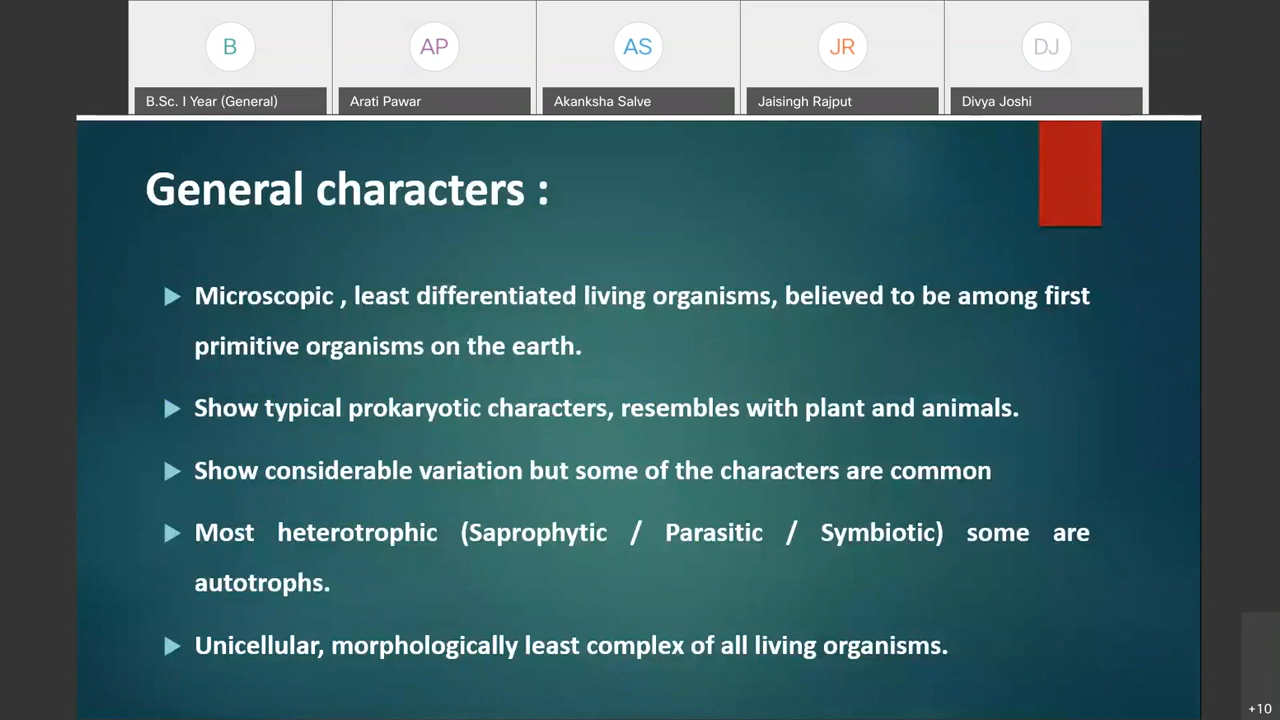 B
AP
AS
JR
DJ
B.Sc. I Year (General)
Arati Pawar
Akanksha Salve
Jaisingh Rajput
Divya Joshi
General characters :
Microscopic , least differentiated living organisms, believed to be among first
primitive organisms on the earth.
Show typical prokaryotic characters, resembles with plant and animals.
Show considerable variation but some of the characters are common
Most heterotrophic (Saprophytic / Parasitic / Symbiotic) some are
autotrophs.
Unicellular, morphologically least complex of all living organisms.
+10